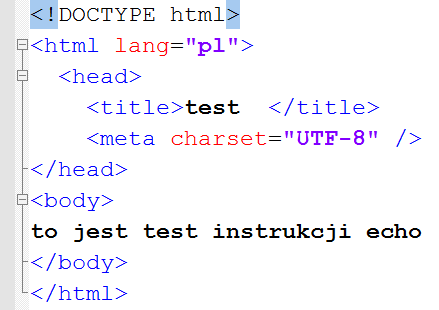 <!DOCTYPE html>
<html lang="pl">
<head>
<title>test  </title>
<meta charset="UTF-8" />
</head>
<body>
to jest test instrukcji echo
</body>
</html>